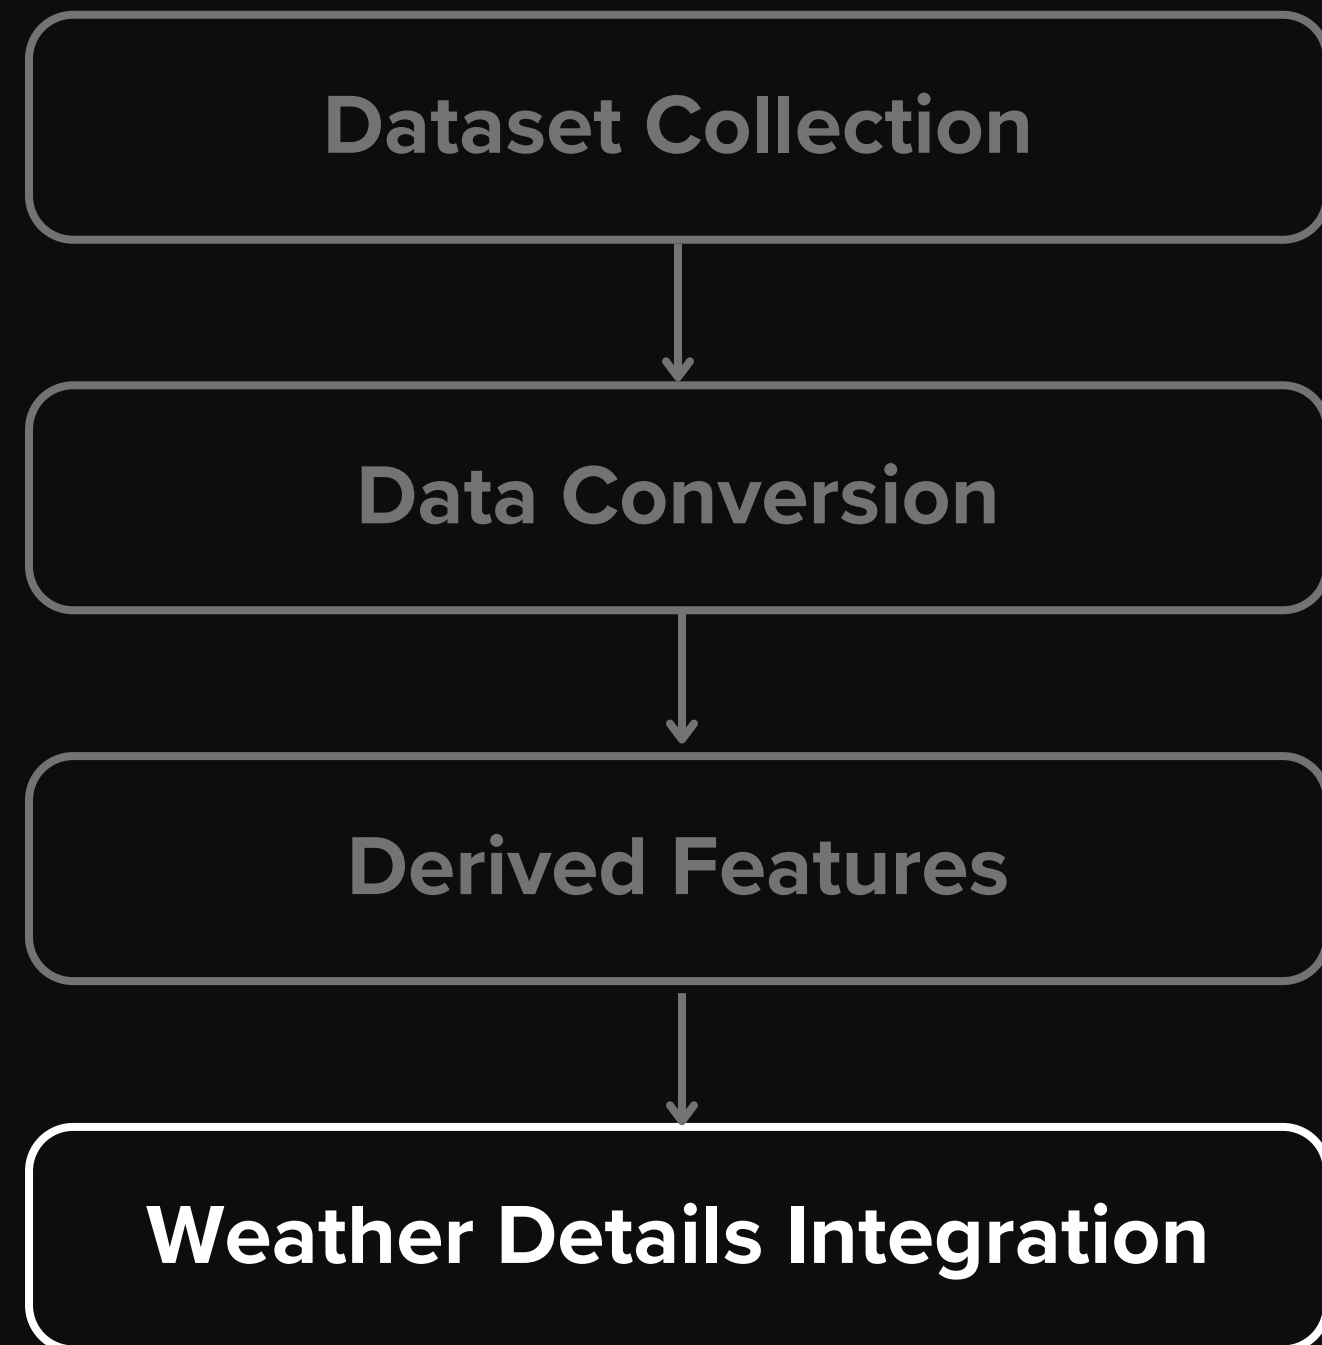 Dataset Collection
Data Conversion
Derived Features
Weather Details Integration